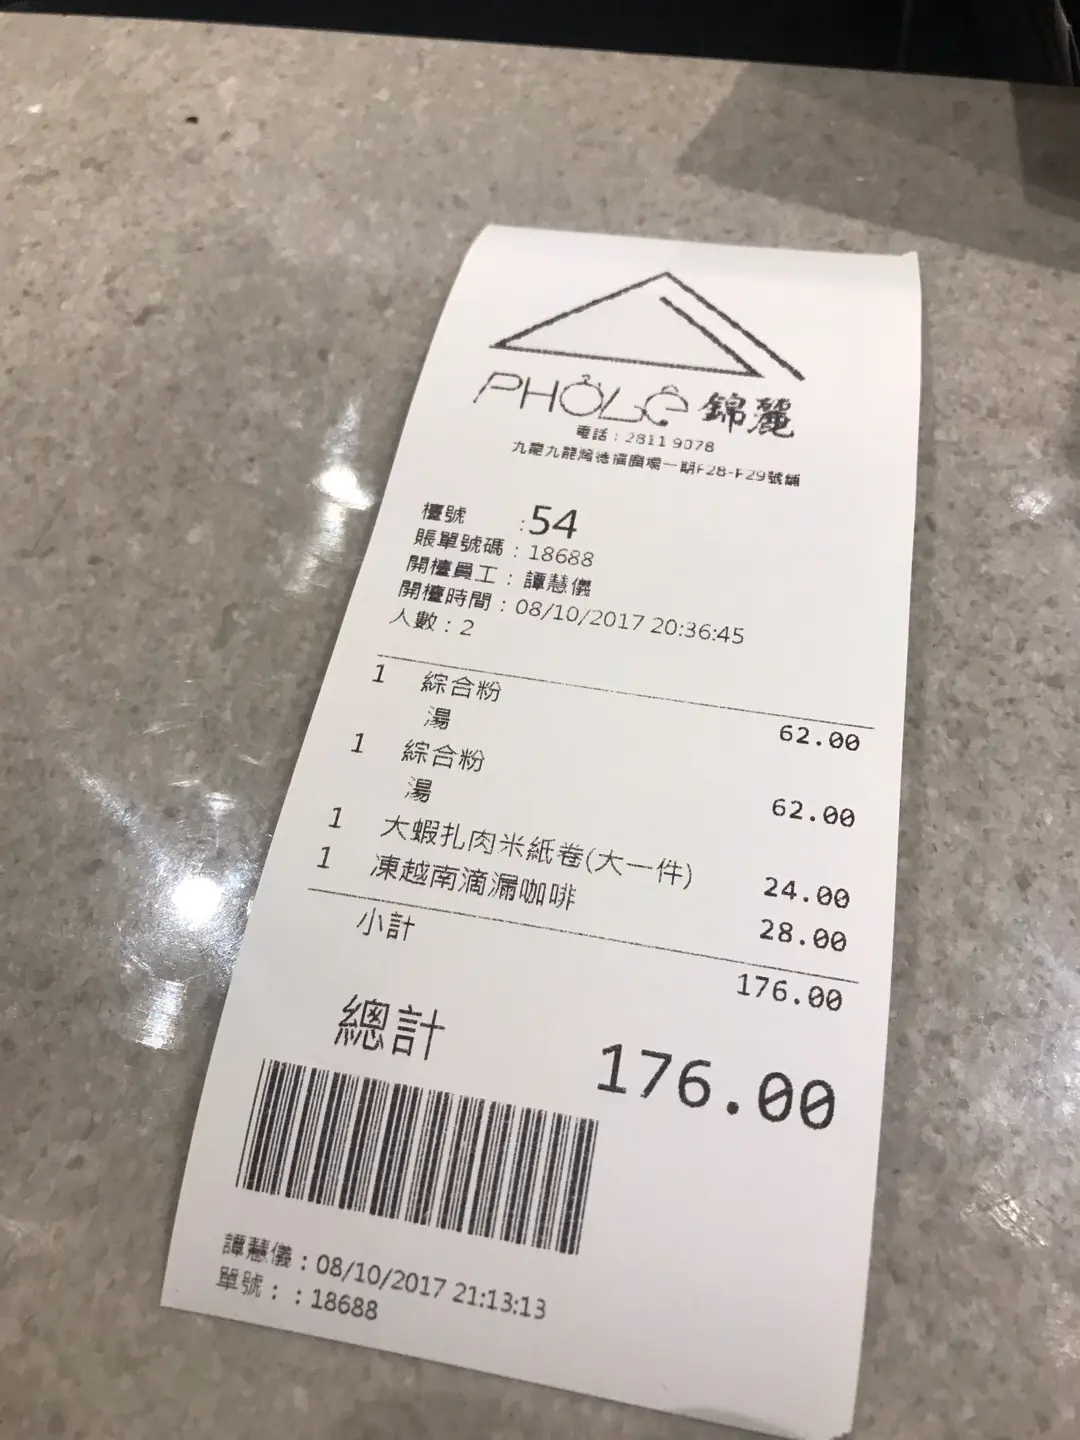 PHỞLÊ 錦麗
電話：2811 9078
九龍九龍灣德福廣場一期F28-F29號舖
檯號 :54
賬單號碼：18688
開檯員工：譚慧儀
開檯時間：08/10/2017 20:36:45
人數：2
1 綜合粉
湯 62.00
1 綜合粉
湯 62.00
1 大蝦扎肉米紙卷(大一件) 24.00
1 凍越南滴漏咖啡 28.00
小計 176.00
總計 176.00
譚慧儀：08/10/2017 21:13:13
單號：：18688